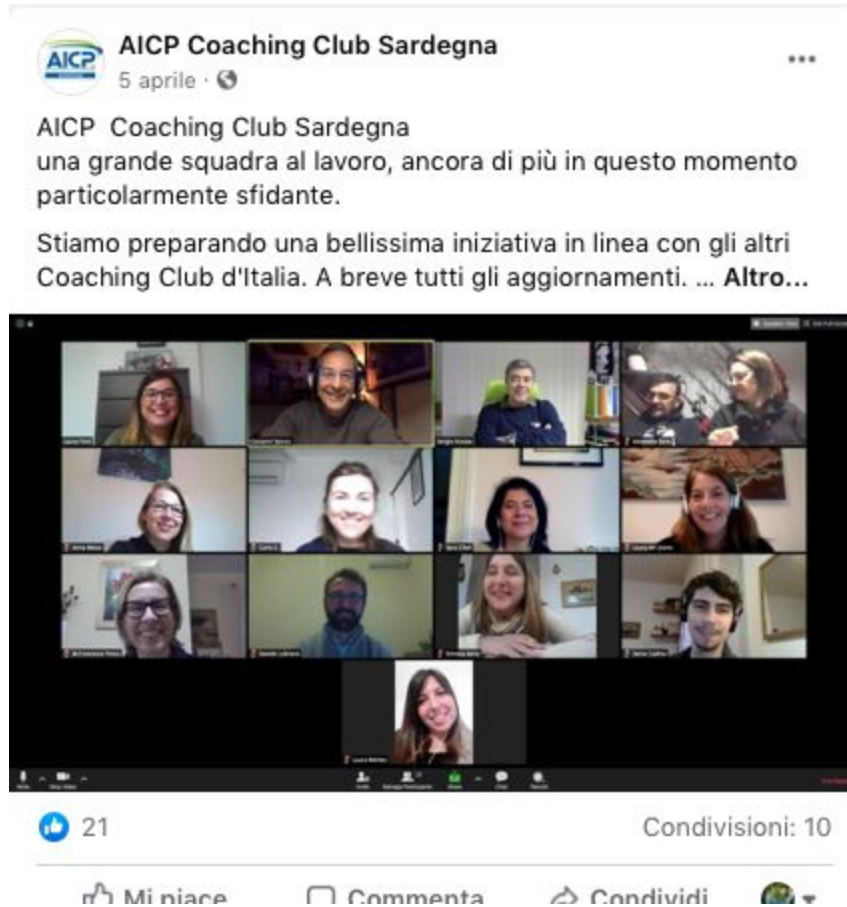 AICP Coaching Club Sardegna
AICP
5 aprile ·
AICP Coaching Club Sardegna
una grande squadra al lavoro, ancora di più in questo momento
particolarmente sfidante.
Stiamo preparando una bellissima iniziativa in linea con gli altri
Coaching Club d'Italia. A breve tutti gli aggiornamenti. ... Altro...
21
Condivisioni: 10
Mi piace
Commenta
Condividi